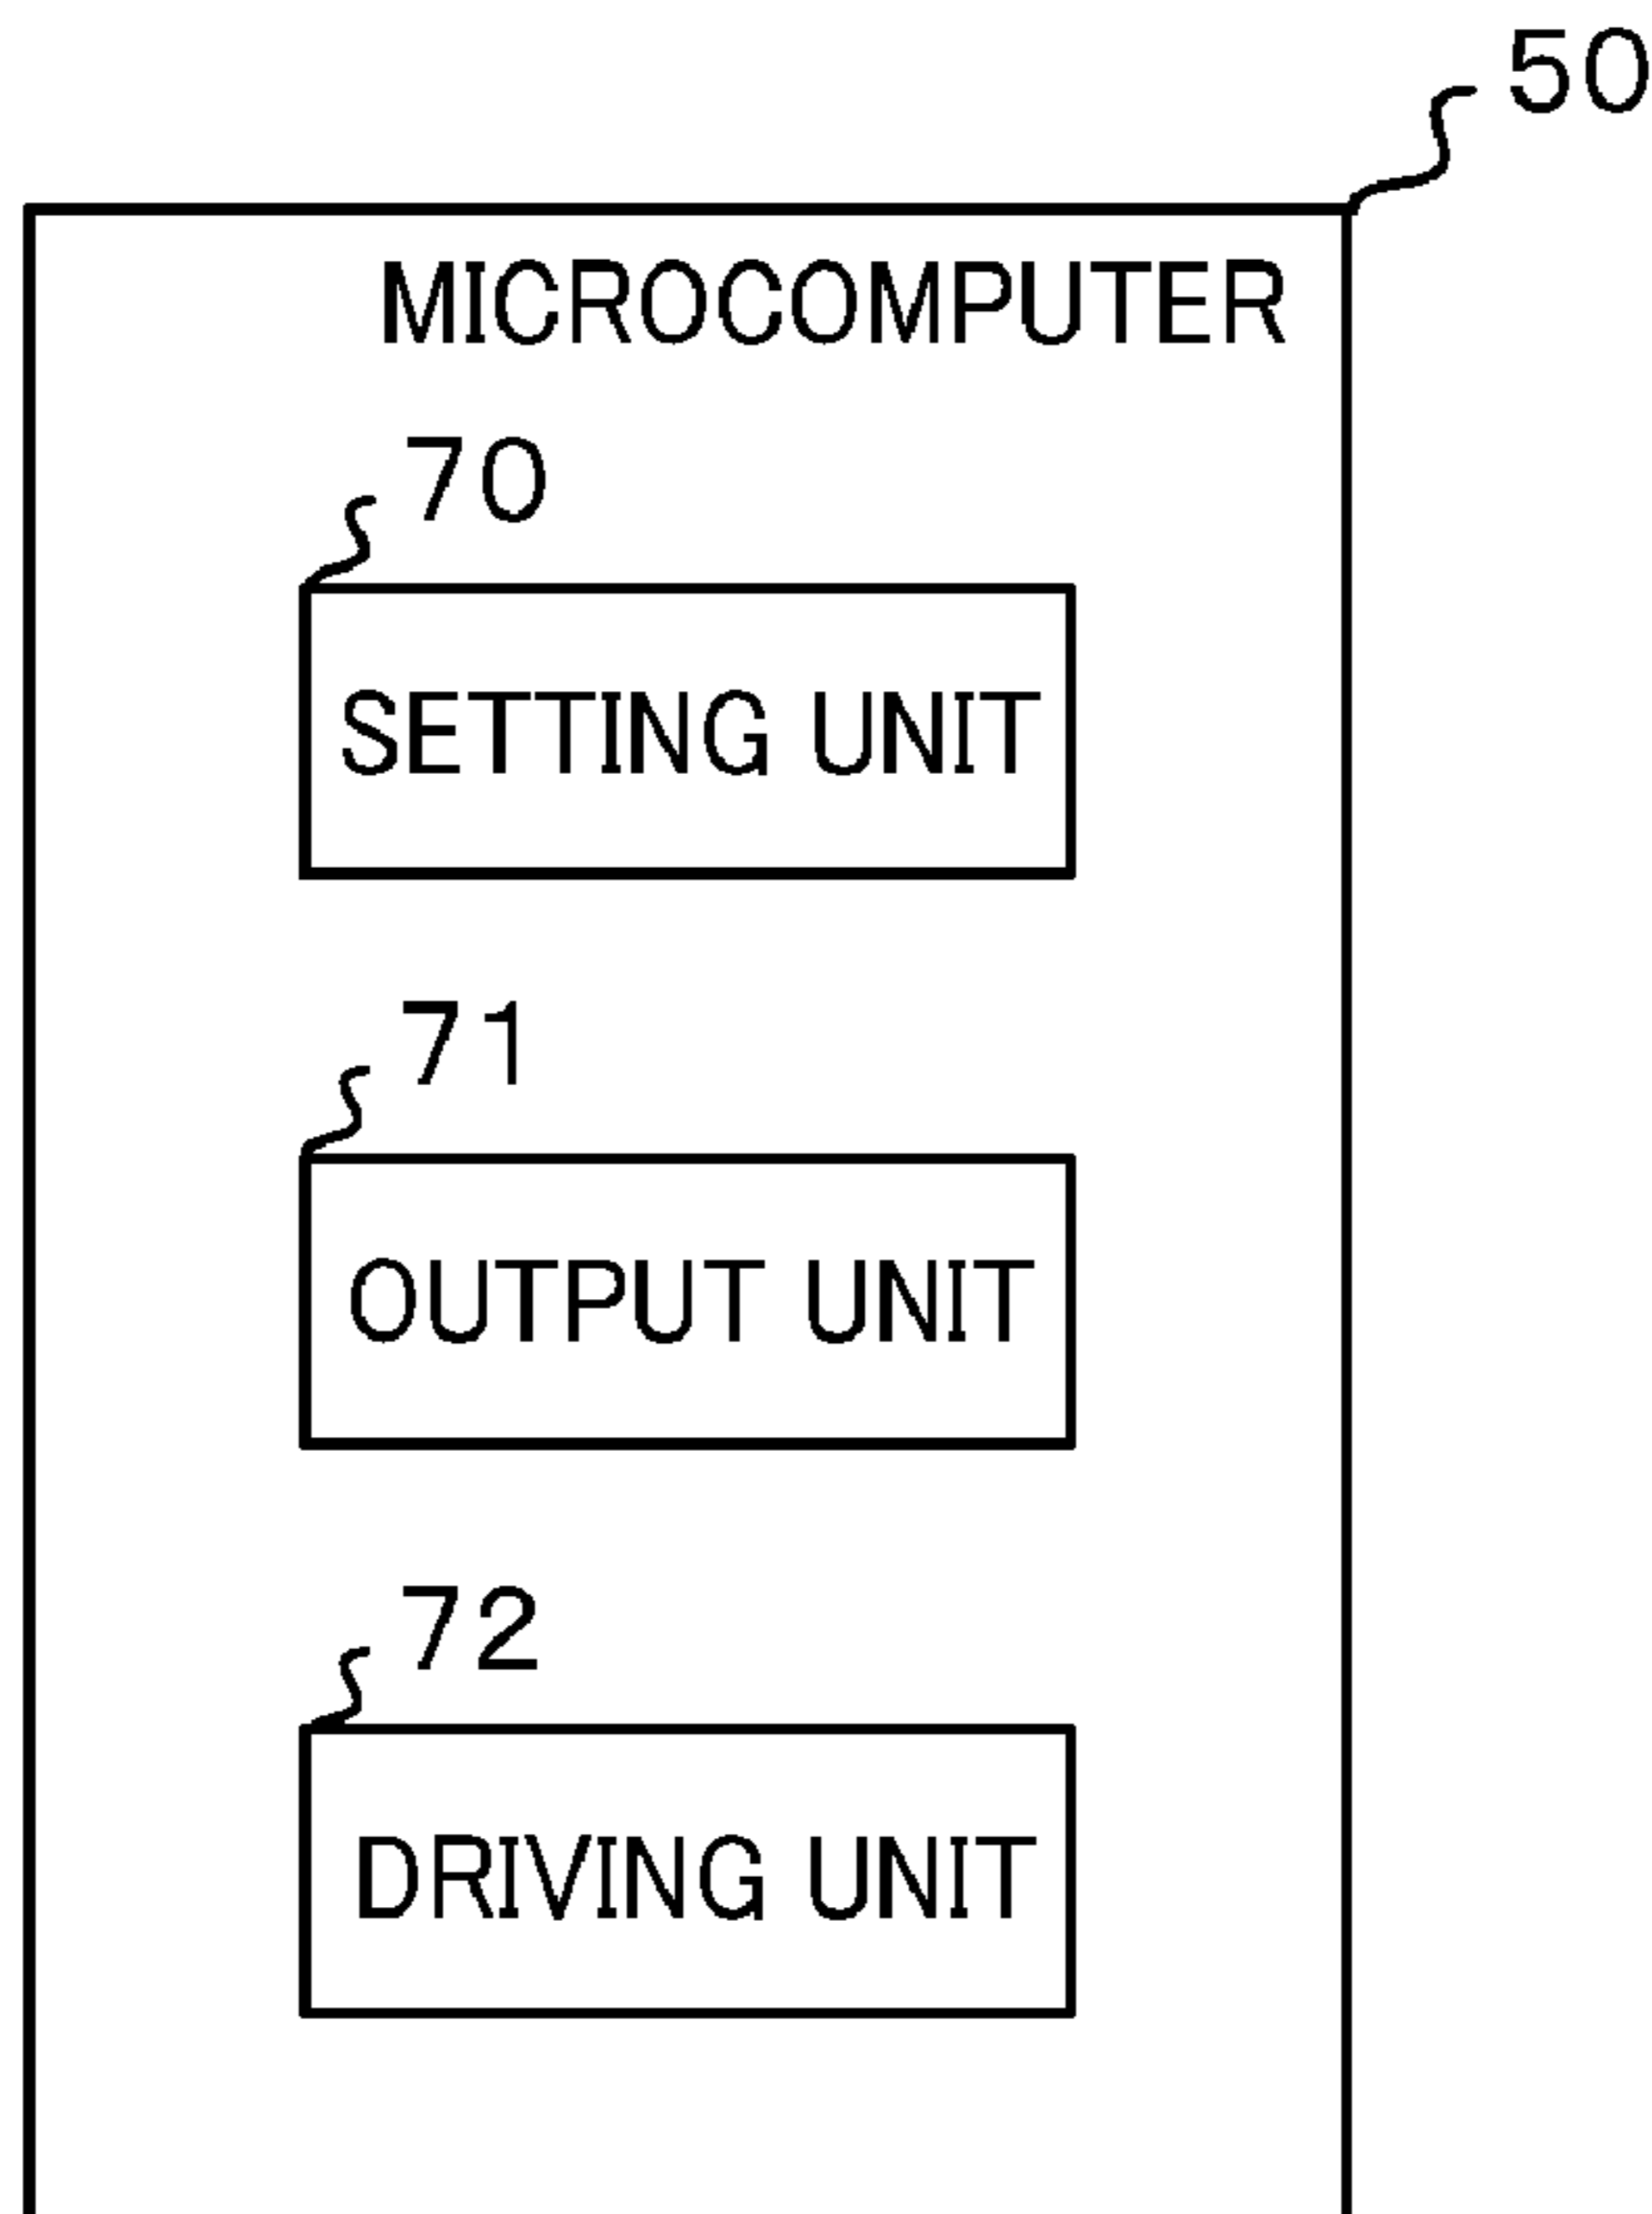 50
MICROCOMPUTER
70
SETTING UNIT
71
OUTPUT UNIT
72
DRIVING UNIT